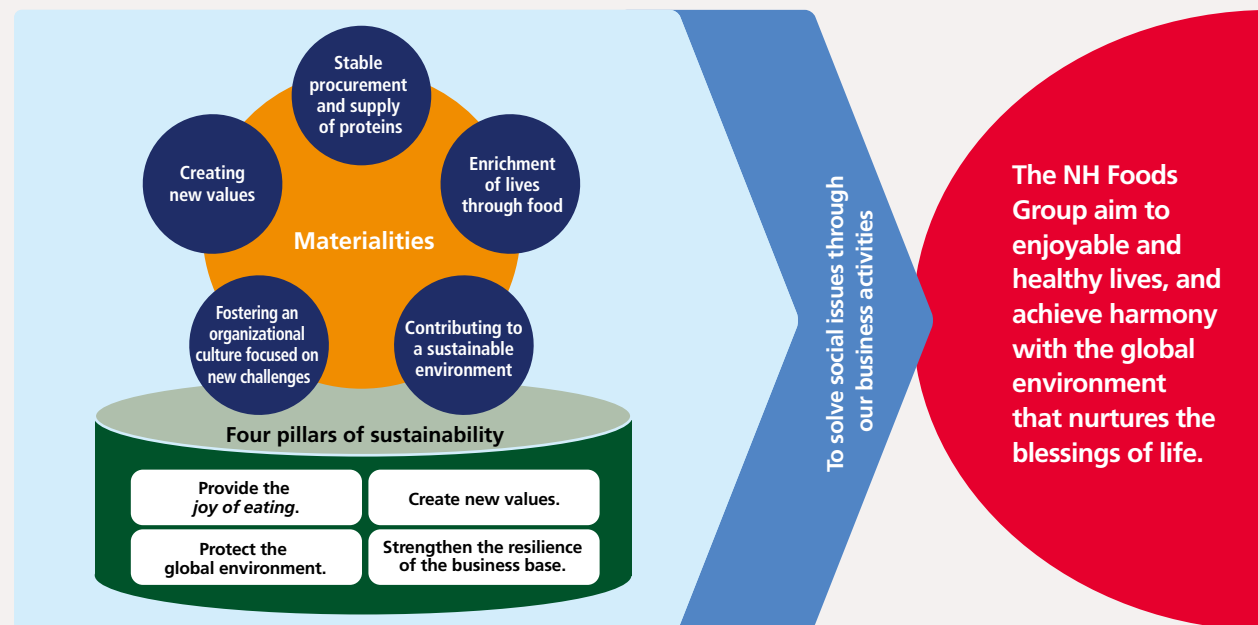 Stable
procurement
and supply
of proteins
Creating
new values
Enrichment
of lives
through food
Materialities
Fostering an
organizational
culture focused on
new challenges
Contributing to
a sustainable
environment
Four pillars of sustainability
Provide the
joy of eating.
Create new values.
Protect the
global environment.
Strengthen the resilience
of the business base.
To solve social issues through
our business activities
The NH Foods
Group aim to
enjoyable and
healthy lives, and
achieve harmony
with the global
environment
that nurtures the
blessings of life.